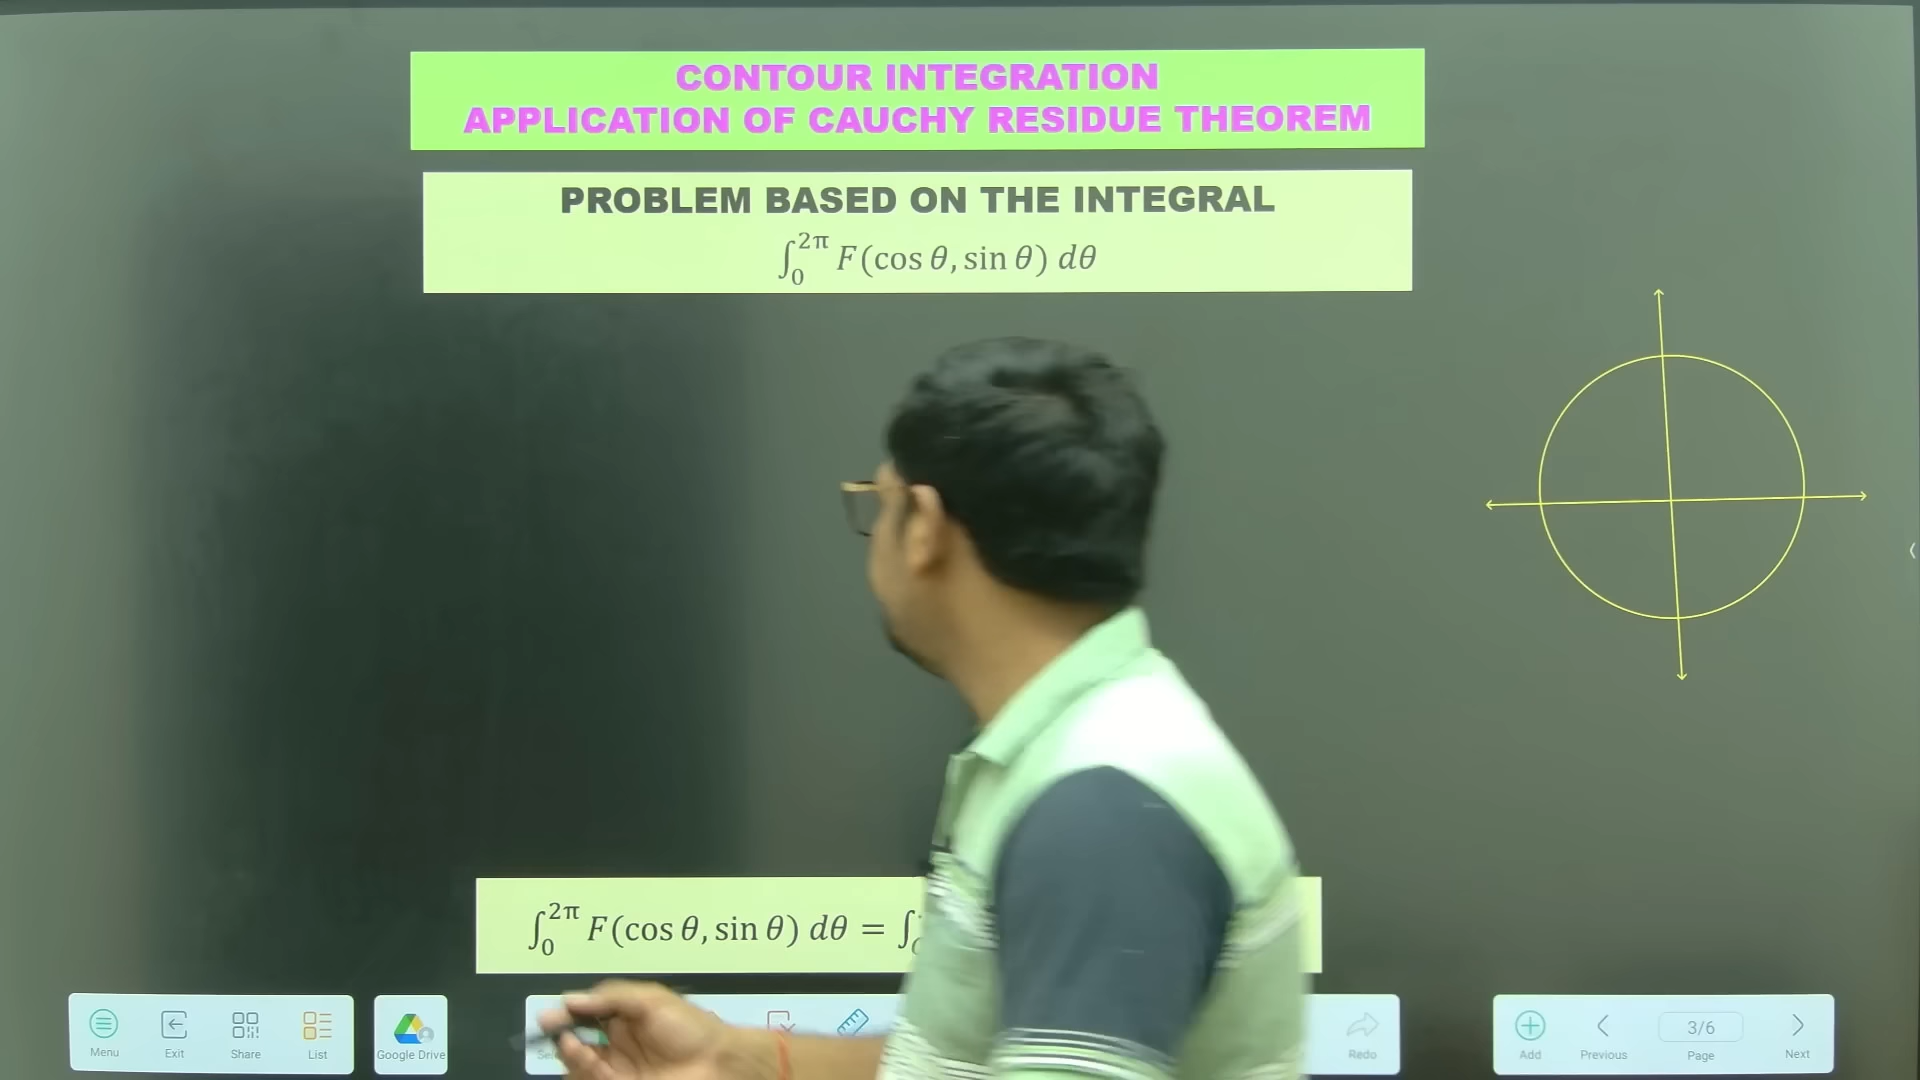 CONTOUR INTEGRATION
APPLICATION OF CAUCHY RESIDUE THEOREM
PROBLEM BASED ON THE INTEGRAL
∫₀^{2π} F(cos θ, sin θ) dθ
∫₀^{2π} F(cos θ, sin θ) dθ = ∫
Menu
Exit
Share
List
Google Drive
Redo
Add
Previous
3/6
Page
Next